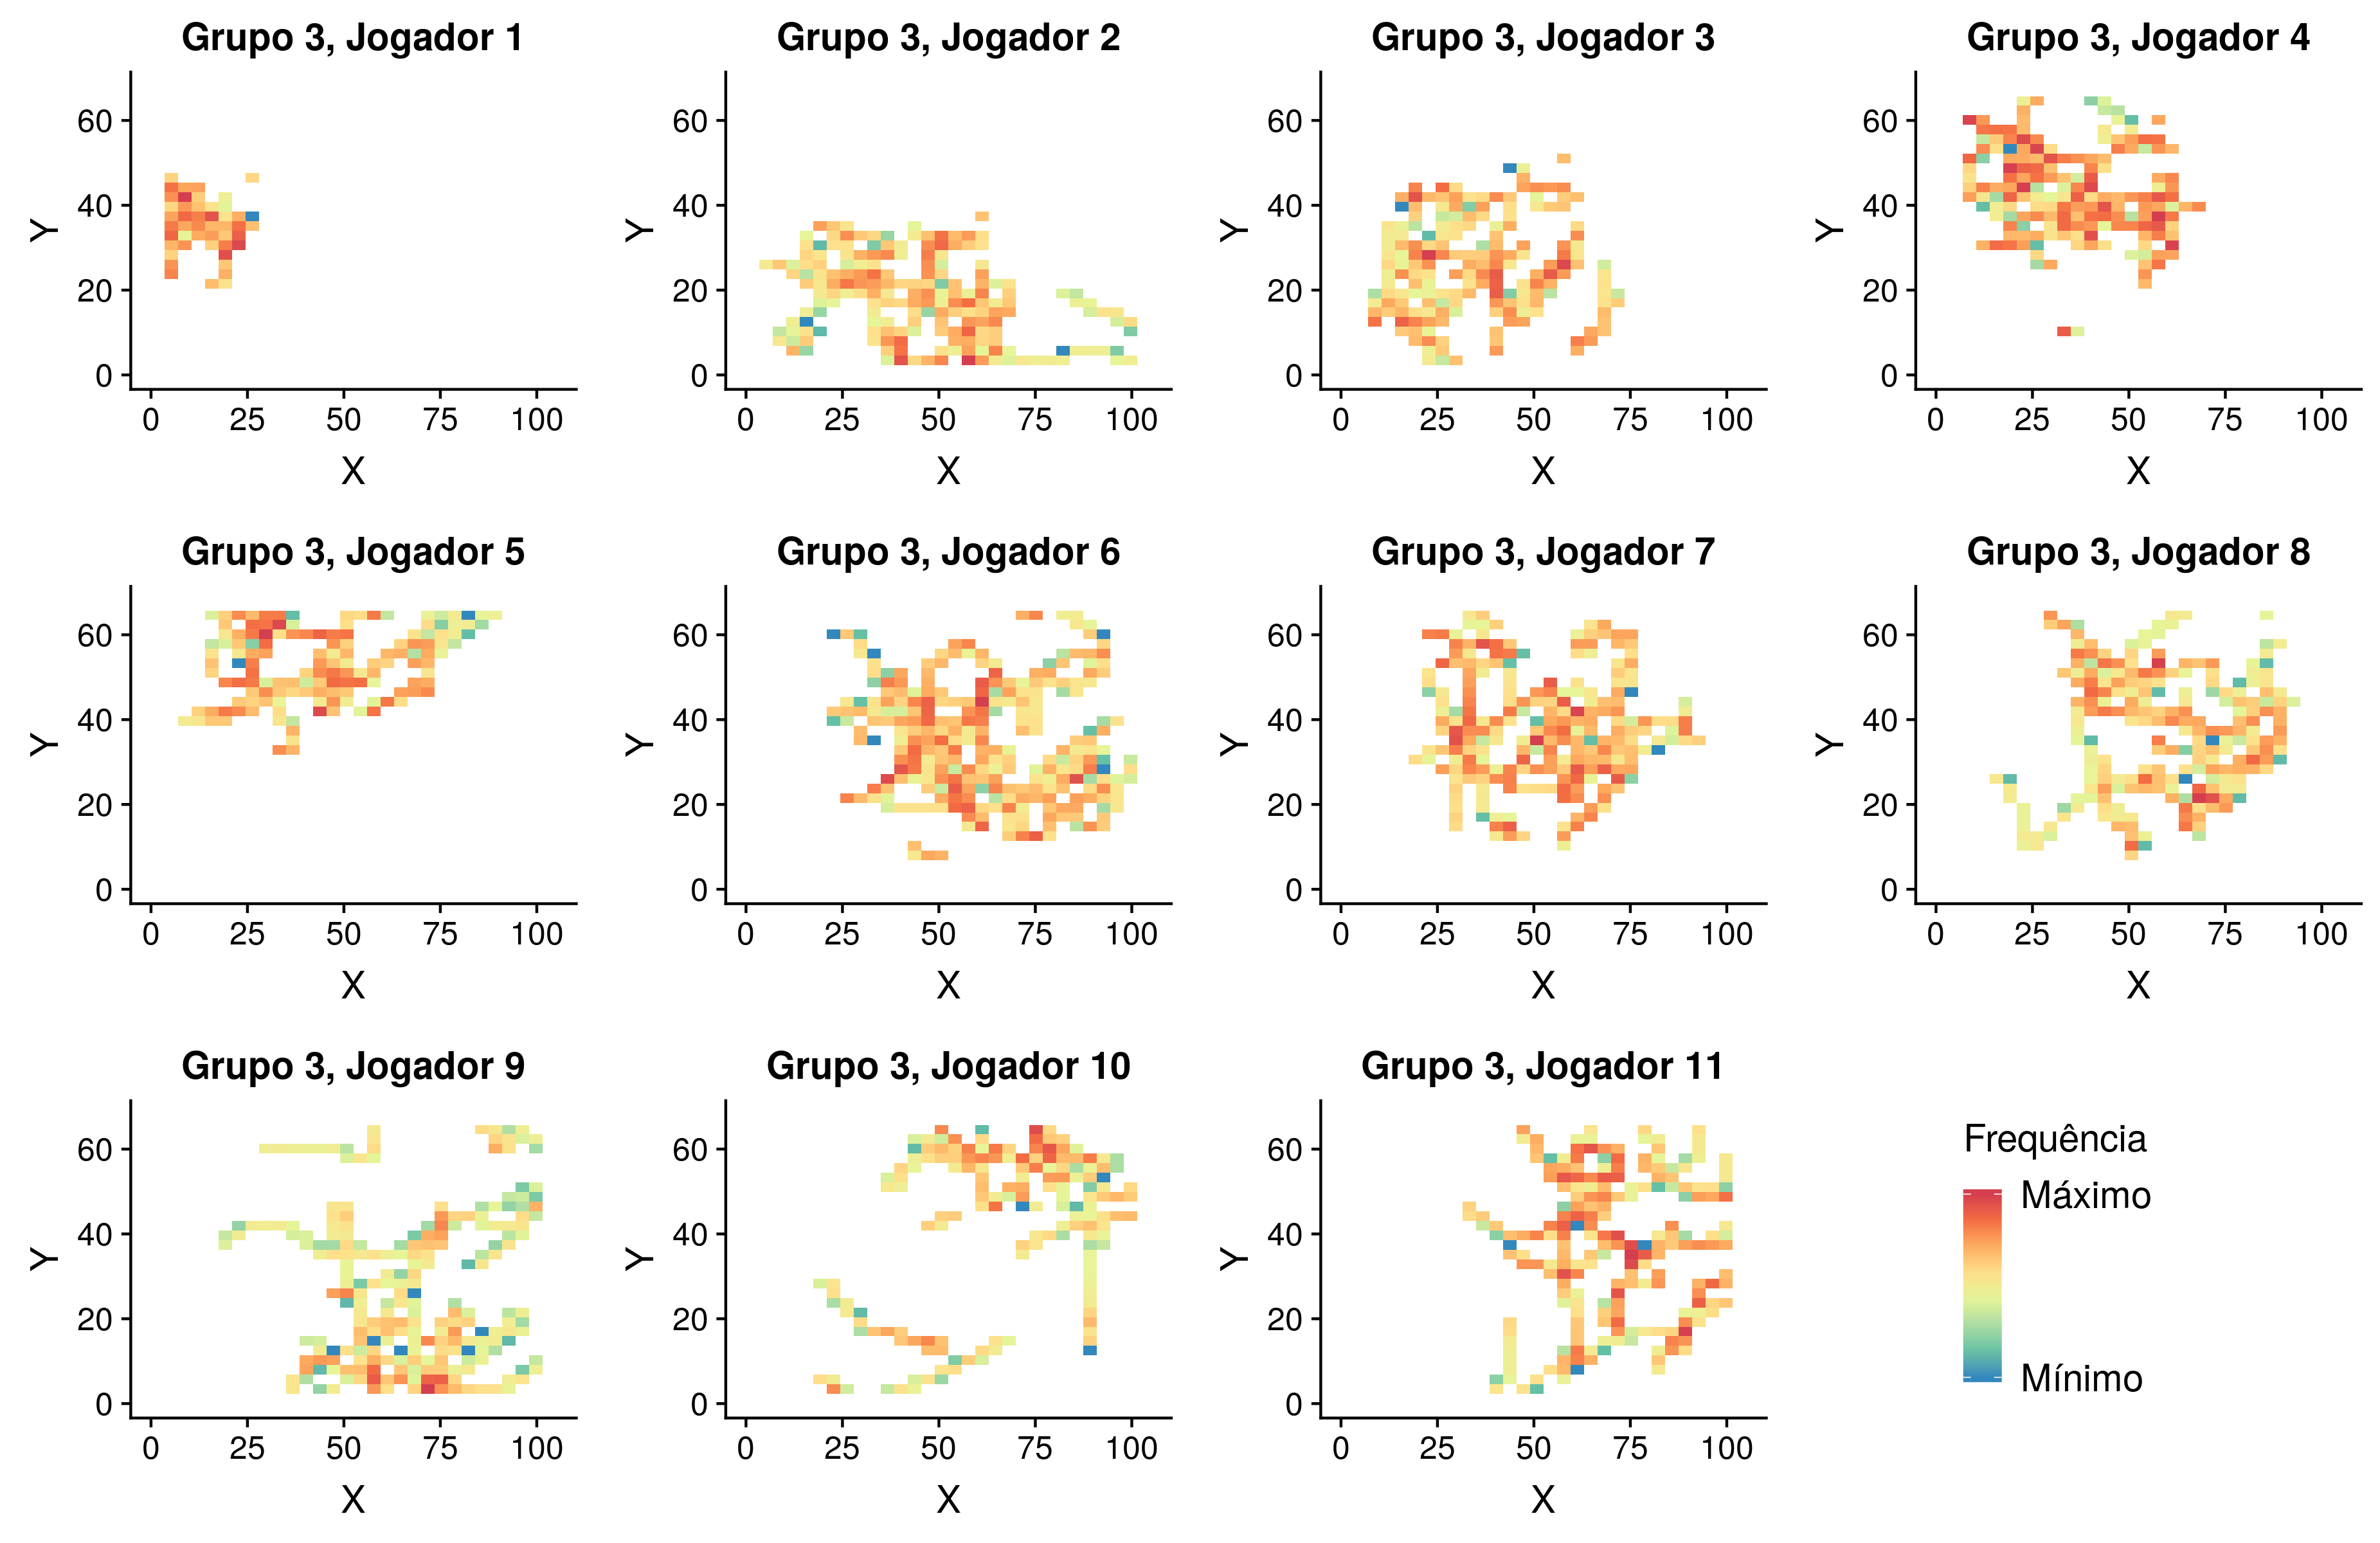 Grupo 3, Jogador 1
Y
60
40
20
0
0 25 50 75 100
X
Grupo 3, Jogador 2
Y
60
40
20
0
0 25 50 75 100
X
Grupo 3, Jogador 3
Y
60
40
20
0
0 25 50 75 100
X
Grupo 3, Jogador 4
Y
60
40
20
0
0 25 50 75 100
X
Grupo 3, Jogador 5
Y
60
40
20
0
0 25 50 75 100
X
Grupo 3, Jogador 6
Y
60
40
20
0
0 25 50 75 100
X
Grupo 3, Jogador 7
Y
60
40
20
0
0 25 50 75 100
X
Grupo 3, Jogador 8
Y
60
40
20
0
0 25 50 75 100
X
Grupo 3, Jogador 9
Y
60
40
20
0
0 25 50 75 100
X
Grupo 3, Jogador 10
Y
60
40
20
0
0 25 50 75 100
X
Grupo 3, Jogador 11
Y
60
40
20
0
0 25 50 75 100
X
Frequência
Máximo
Mínimo